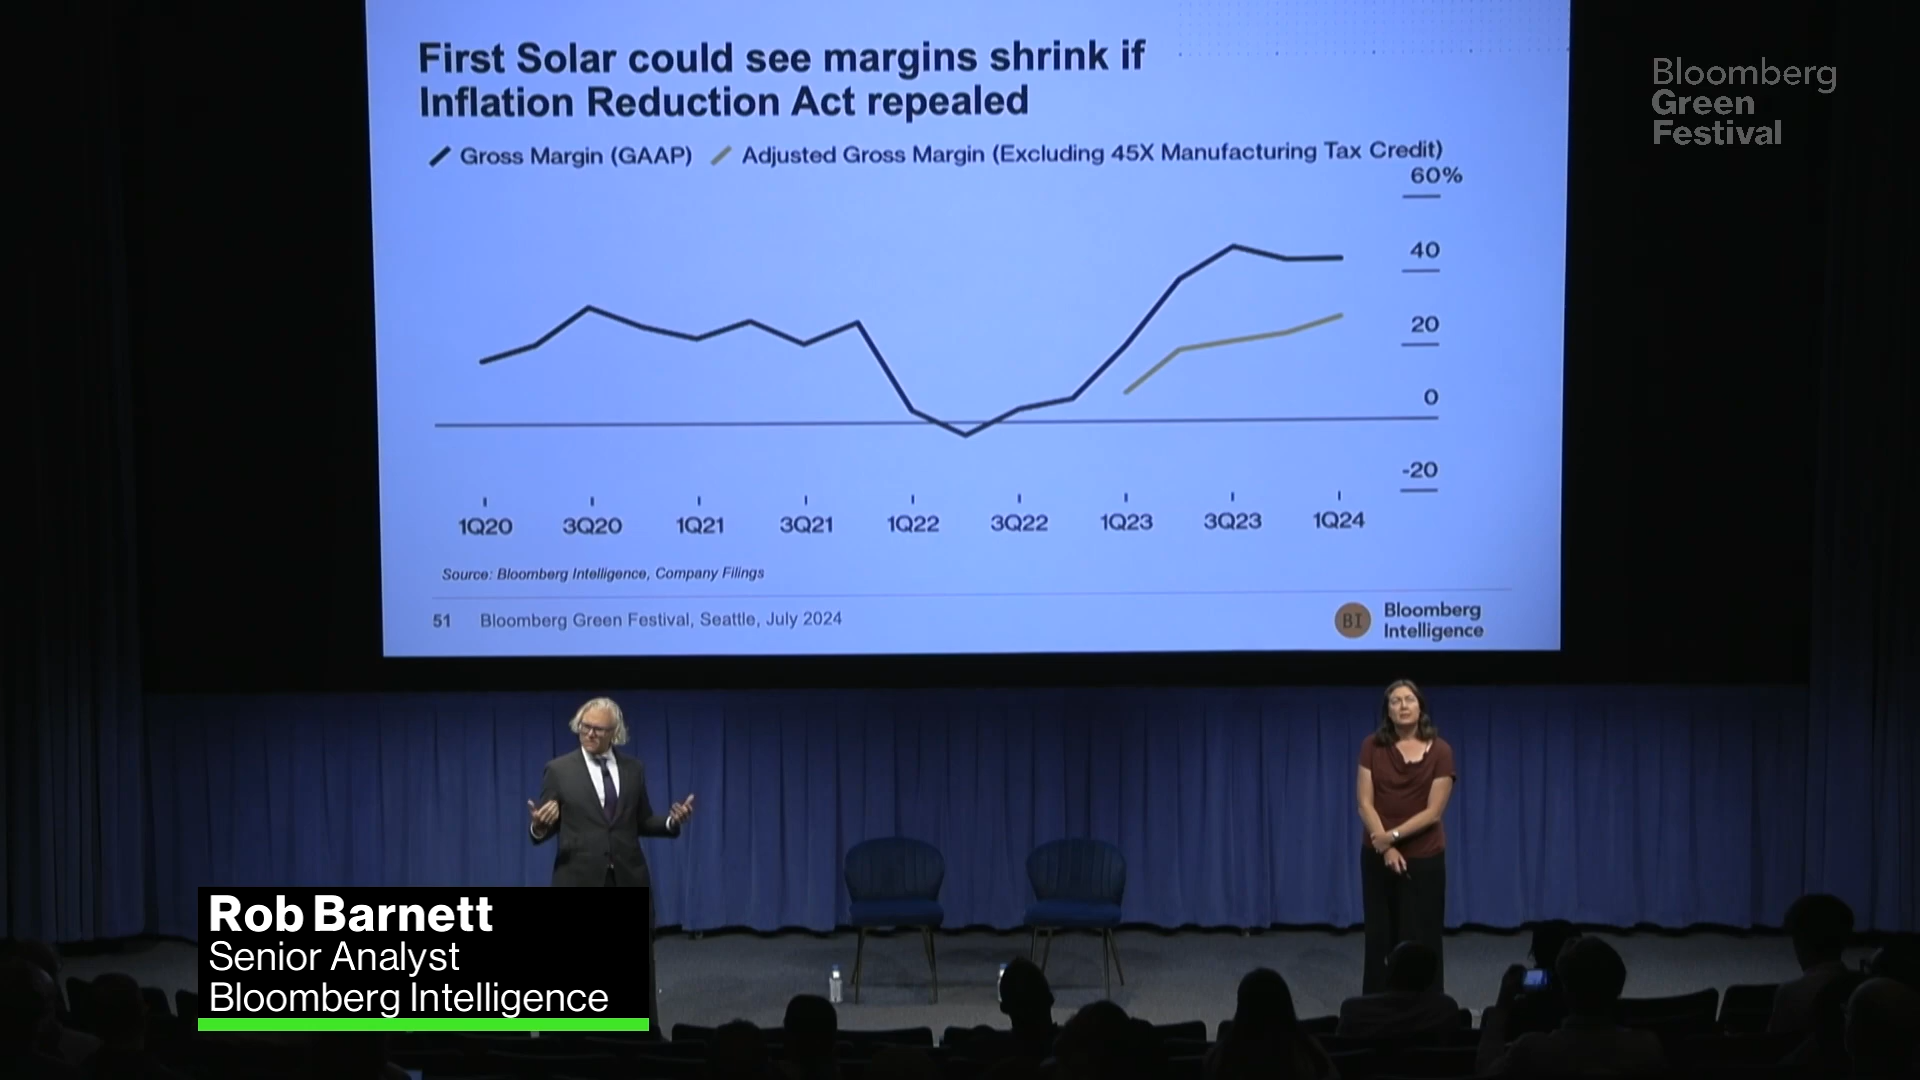 First Solar could see margins shrink if
Inflation Reduction Act repealed
Gross Margin (GAAP) Adjusted Gross Margin (Excluding 45X Manufacturing Tax Credit)
60%
40
20
0
-20
1Q20 3Q20 1Q21 3Q21 1Q22 3Q22 1Q23 3Q23 1Q24
Source: Bloomberg Intelligence, Company Filings
51 Bloomberg Green Festival, Seattle, July 2024
BI Bloomberg
Intelligence
Bloomberg
Green
Festival
Rob Barnett
Senior Analyst
Bloomberg Intelligence